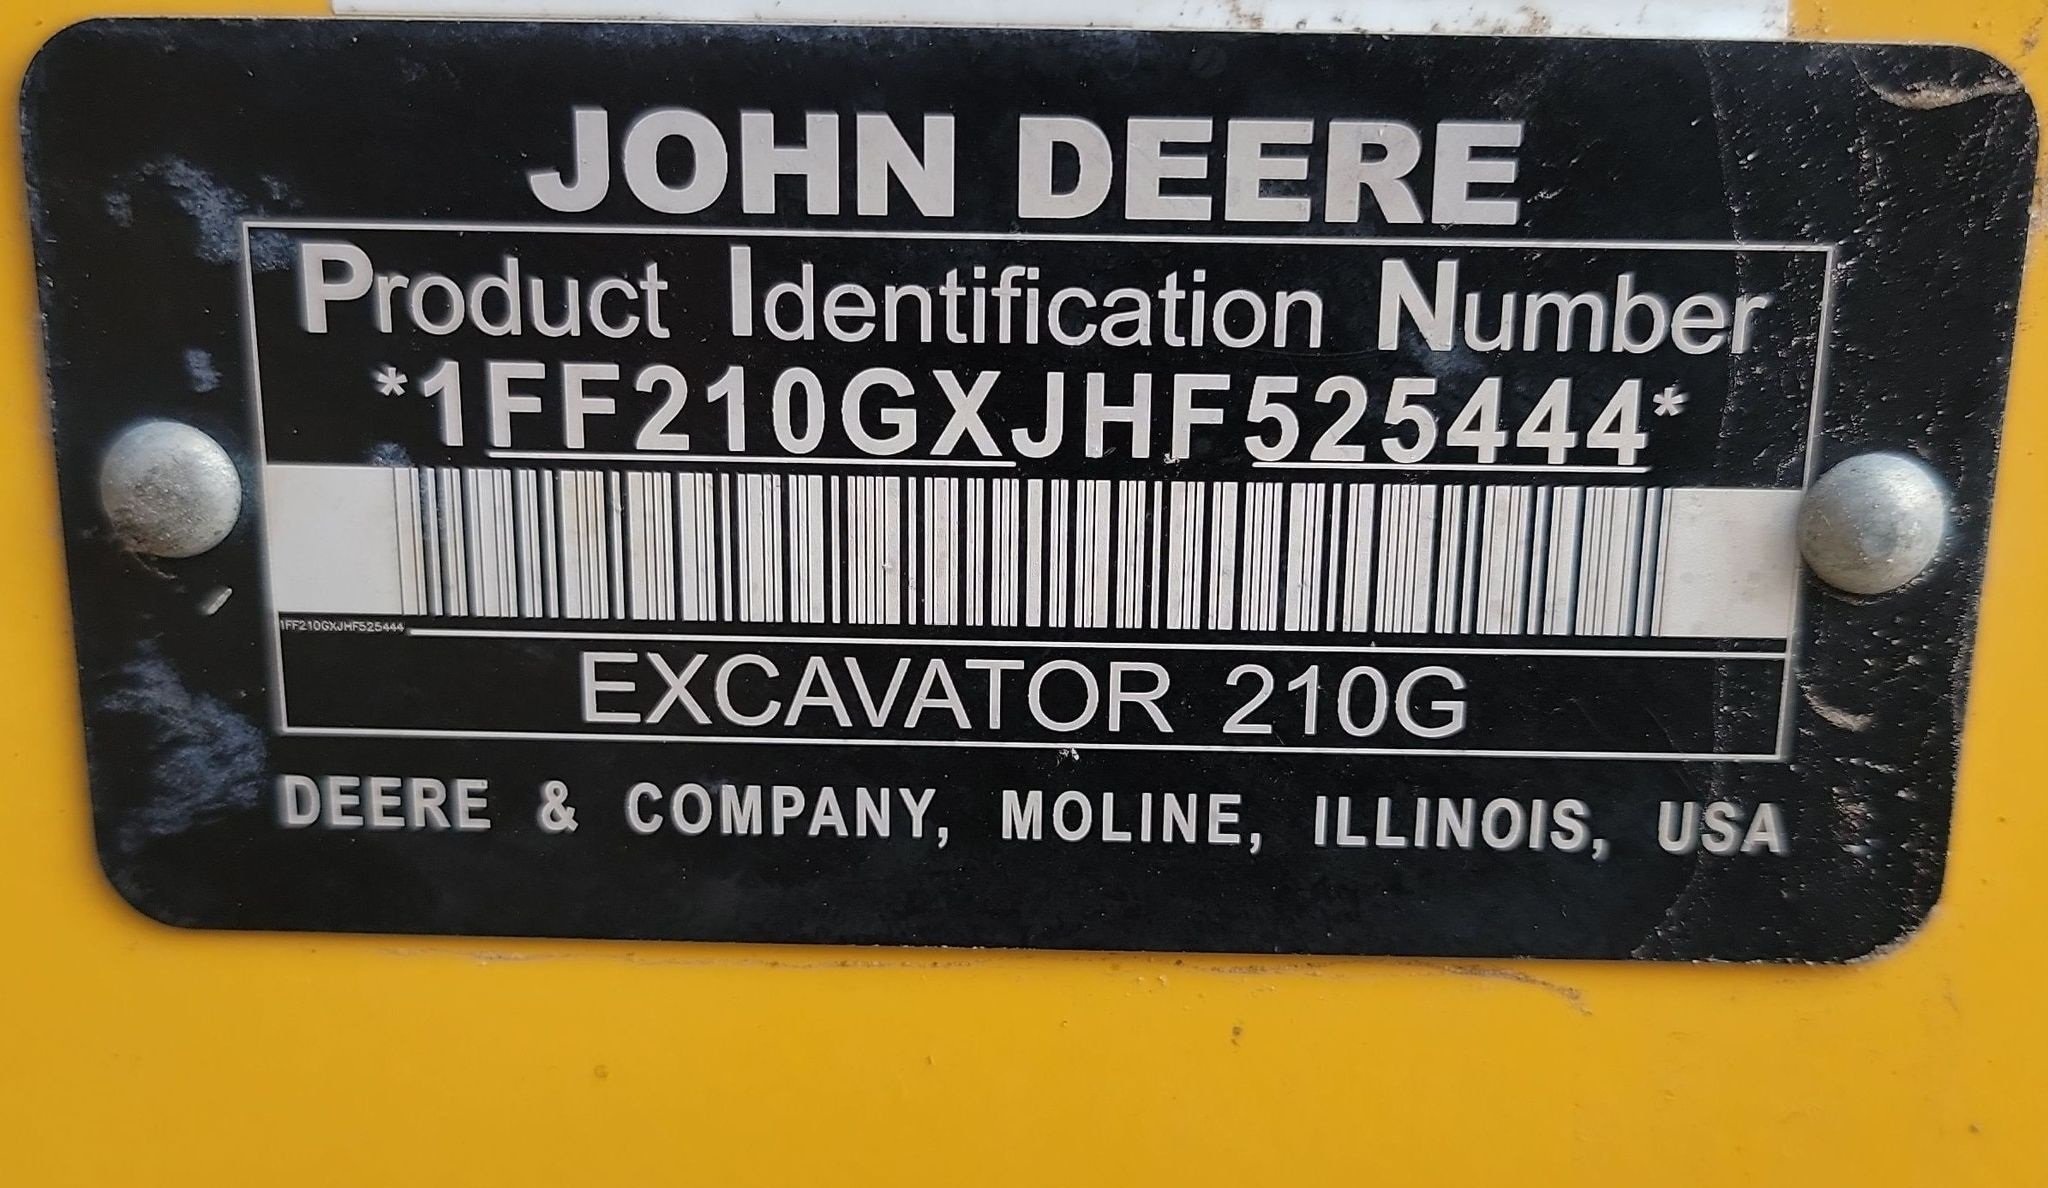 JOHN DEERE
Product Identification Number
*1FF210GXJHF525444*
1FF210GXJHF525444
EXCAVATOR 210G
DEERE & COMPANY, MOLINE, ILLINOIS, USA